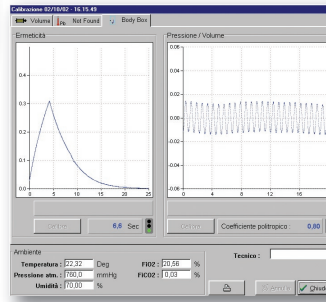 Calibrazione 02/10/02 - 16.15.49
Volume Not Found Body Box
Ermeticità
0.4
0.3
0.2
0.1
0.0
0 5 10 15 20 25
6,6 Sec
Pressione / Volume
0.06
0.04
0.02
0.00
-0.02
-0.04
-0.06
0 4 8 12 16
Coefficiente politropico : 0,80
Ambiente
Temperatura : 22,32 Deg
Pressione atm. : 760,0 mmHg
Umidità : 70,00 %
FiO2 : 20,56 %
FiCO2 : 0,03 %
Tecnico :
Annulla
Chiudi